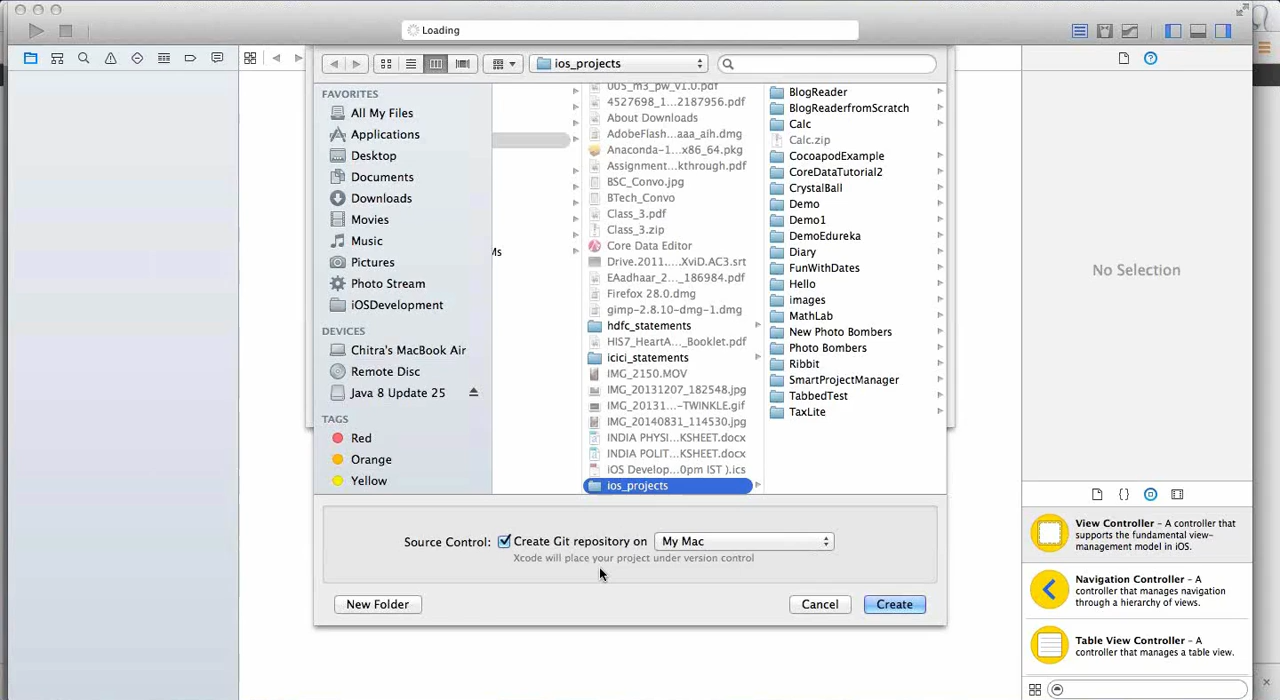 Loading
ios_projects
FAVORITES
All My Files
Applications
Desktop
Documents
Downloads
Movies
Music
Pictures
Photo Stream
iOSDevelopment
DEVICES
Chitra's MacBook Air
Remote Disc
Java 8 Update 25
TAGS
Red
Orange
Yellow
Ms
005_m3_pw_v1.0.pdf
4527698_1...2187956.pdf
About Downloads
AdobeFlash...aaa_aih.dmg
Anaconda-1...x86_64.pkg
Assignment...kthrough.pdf
BSC_Convo.jpg
BTech_Convo
Class_3.pdf
Class_3.zip
Core Data Editor
Drive.2011....XviD.AC3.srt
EAadhaar_2..._186984.pdf
Firefox 28.0.dmg
gimp-2.8.10-dmg-1.dmg
hdfc_statements
HIS7_HeartA..._Booklet.pdf
icici_statements
IMG_2150.MOV
IMG_20131207_182548.jpg
IMG_20131...-TWINKLE.gif
IMG_20140831_114530.jpg
INDIA PHYSI...KSHEET.docx
INDIA POLIT...KSHEET.docx
iOS Develop...0pm IST ).ics
ios_projects
BlogReader
BlogReaderfromScratch
Calc
Calc.zip
CocoapodExample
CoreDataTutorial2
CrystalBall
Demo
Demo1
DemoEdureka
Diary
FunWithDates
Hello
images
MathLab
New Photo Bombers
Photo Bombers
Ribbit
SmartProjectManager
TabbedTest
TaxLite
Source Control: Create Git repository on My Mac
Xcode will place your project under version control
New Folder
Cancel
Create
No Selection
View Controller - A controller that
supports the fundamental view-
management model in iOS.
Navigation Controller - A
controller that manages navigation
through a hierarchy of views.
Table View Controller - A
controller that manages a table view.